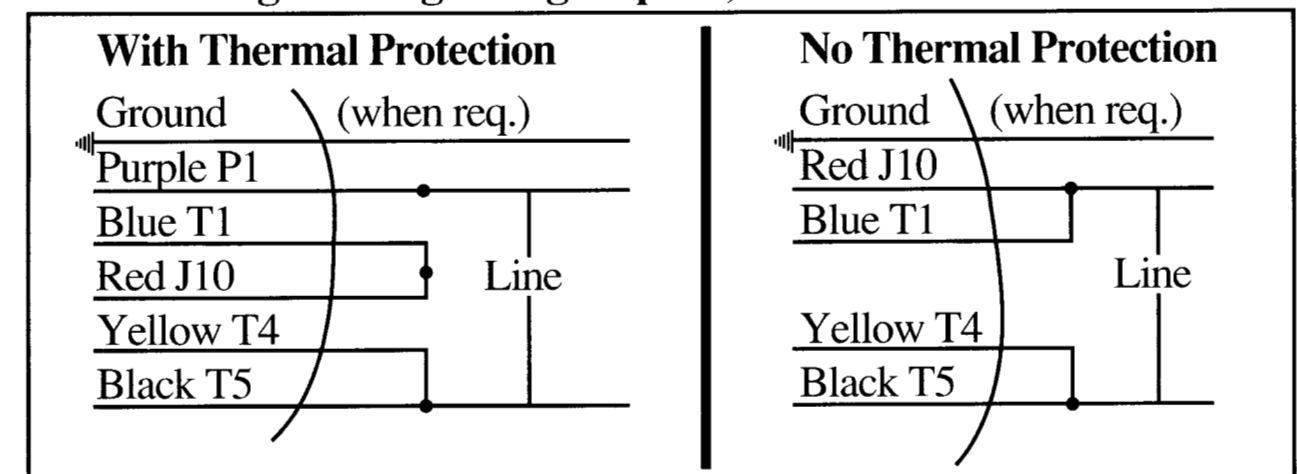 With Thermal Protection
Ground (when req.)
Purple P1
Blue T1
Red J10
Line
Yellow T4
Black T5
No Thermal Protection
Ground (when req.)
Red J10
Blue T1
Line
Yellow T4
Black T5